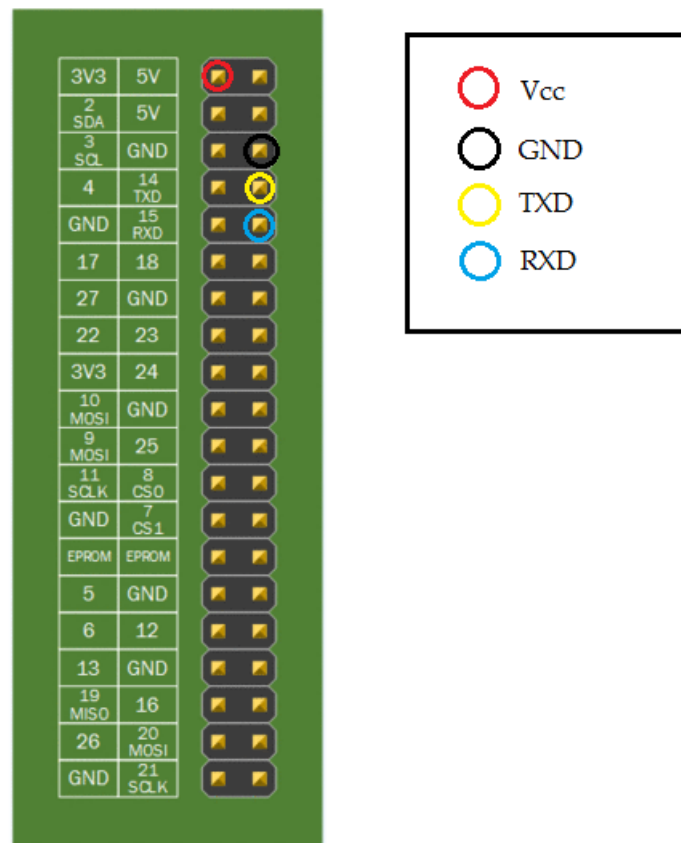 3V3 5V
2 SDA 5V
3 SCL GND
4 14 TXD
GND 15 RXD
17 18
27 GND
22 23
3V3 24
10 MOSI GND
9 MOSI 25
11 SCLK 8 CS0
GND 7 CS1
EPROM EPROM
5 GND
6 12
13 GND
19 MISO 16
26 20 MOSI
GND 21 SCLK
Vcc
GND
TXD
RXD